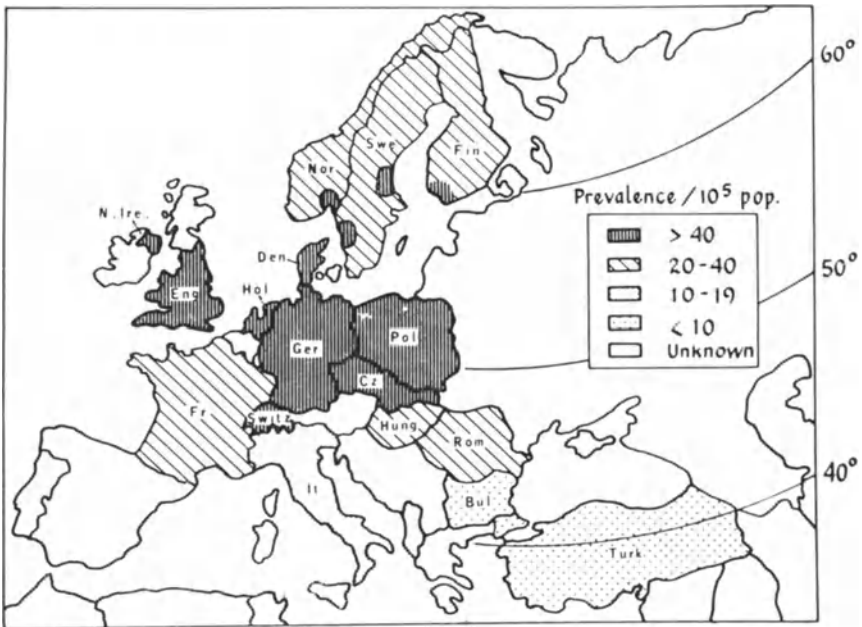 60°
Swe
Fin
Nor
Prevalence / 10⁵ pop.
N. Ire.
> 40
Den
20-40
50°
Eng
Hol
10-19
< 10
Ger
Pol
Unknown
Cz
Fr
Switz
Hung
Rom
40°
It
Bul
Turk